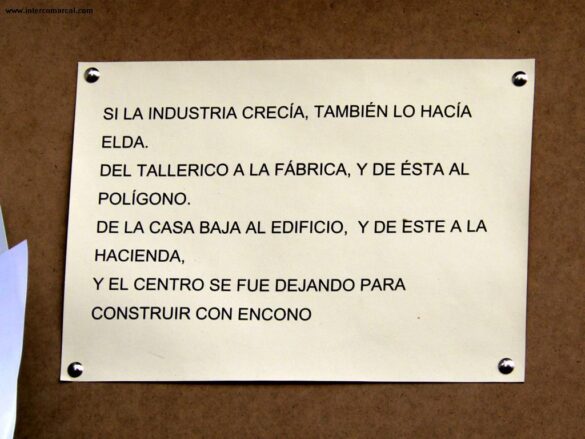 www.intercomarcal.com
SI LA INDUSTRIA CRECÍA, TAMBIÉN LO HACÍA
ELDA.
DEL TALLERICO A LA FÁBRICA, Y DE ÉSTA AL
POLÍGONO.
DE LA CASA BAJA AL EDIFICIO, Y DE ESTE A LA
HACIENDA,
Y EL CENTRO SE FUE DEJANDO PARA
CONSTRUIR CON ENCONO